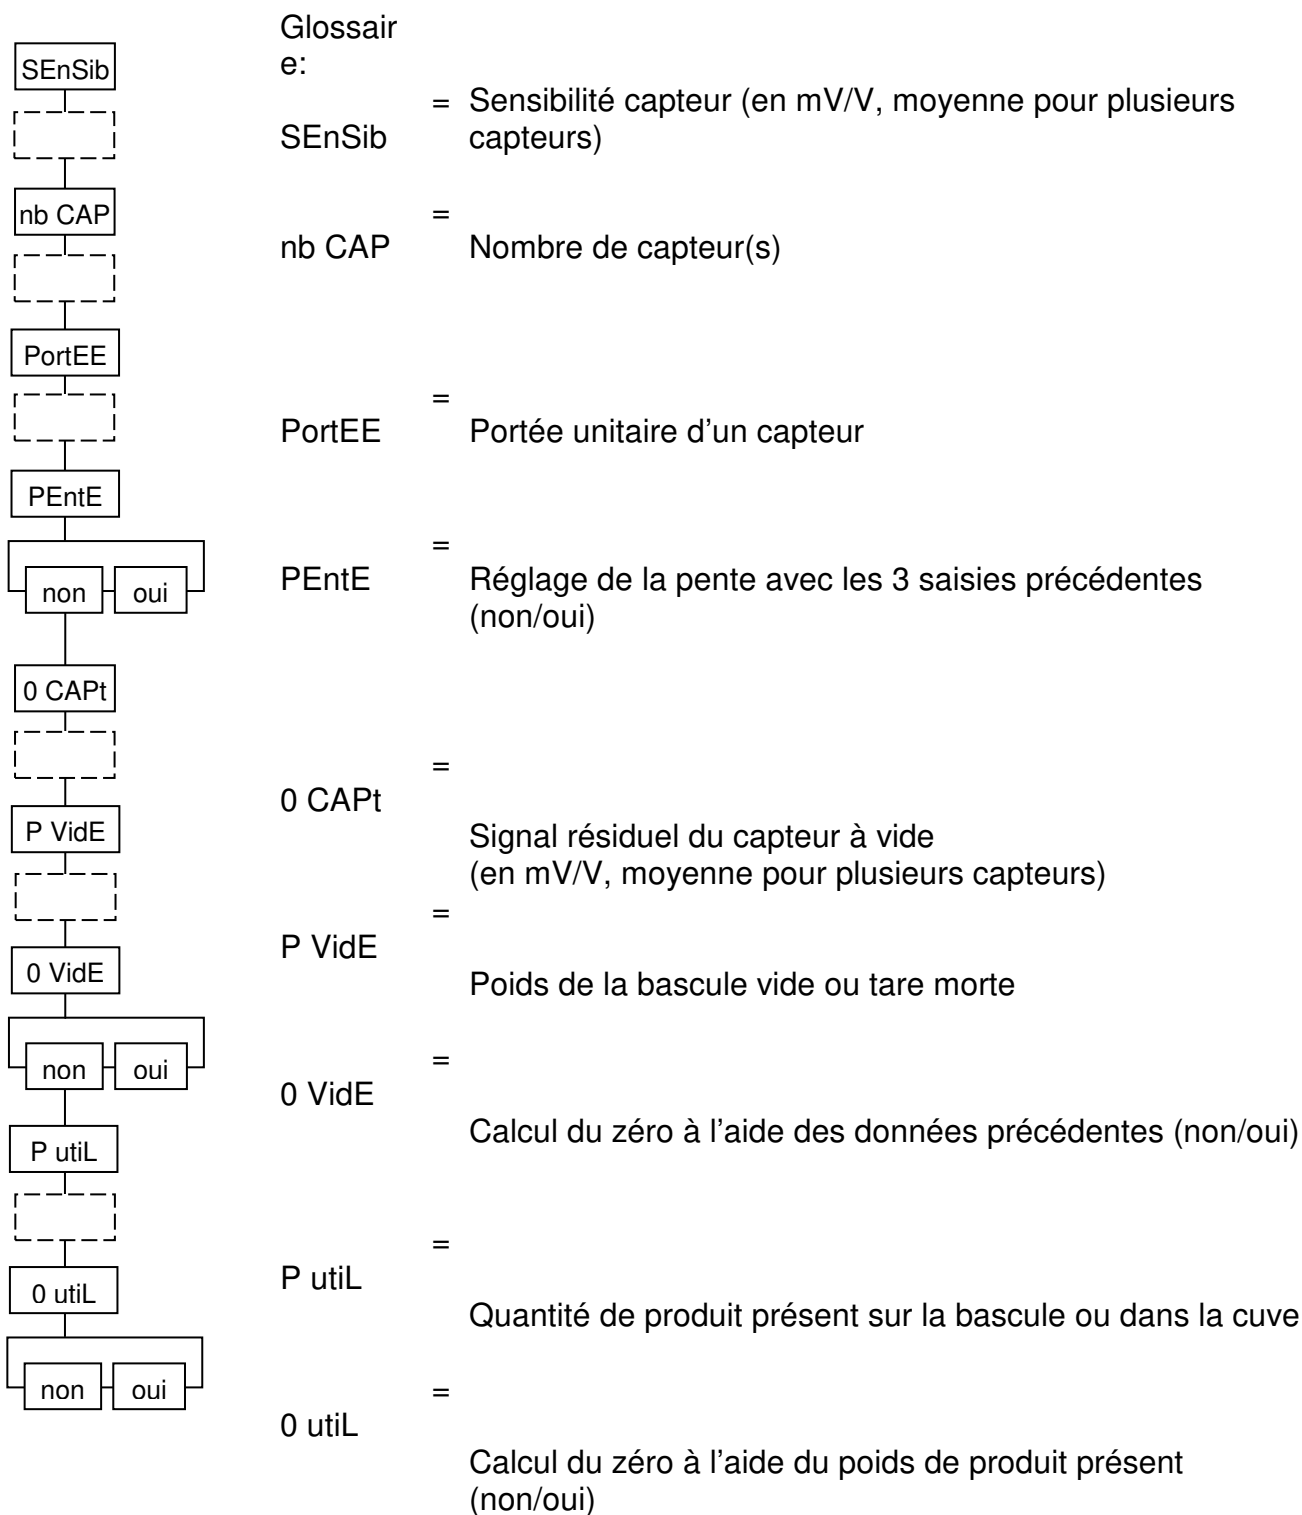 SEnSib
nb CAP
PortEE
PEntE
non oui
0 CAPt
P VidE
0 VidE
non oui
P utiL
0 utiL
non oui
Glossair
e:
SEnSib
= Sensibilité capteur (en mV/V, moyenne pour plusieurs
capteurs)
nb CAP
=
Nombre de capteur(s)
PortEE
=
Portée unitaire d'un capteur
PEntE
=
Réglage de la pente avec les 3 saisies précédentes
(non/oui)
0 CAPt
=
Signal résiduel du capteur à vide
(en mV/V, moyenne pour plusieurs capteurs)
P VidE
=
Poids de la bascule vide ou tare morte
0 VidE
=
Calcul du zéro à l'aide des données précédentes (non/oui)
P utiL
=
Quantité de produit présent sur la bascule ou dans la cuve
0 utiL
=
Calcul du zéro à l'aide du poids de produit présent
(non/oui)